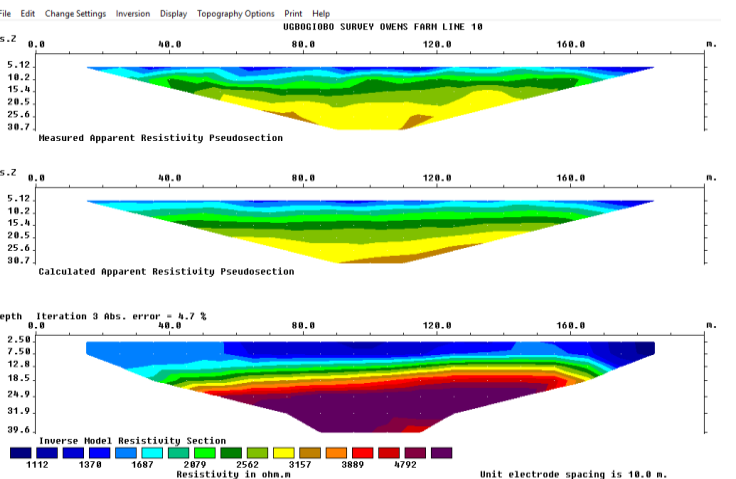 File Edit Change Settings Inversion Display Topography Options Print Help
UGBOGIOBO SURVEY OWENS FARM LINE 10
s.Z 0.0 40.0 80.0 120.0 160.0 m.
5.12
10.2
15.4
20.5
25.6
30.7
Measured Apparent Resistivity Pseudosection
s.Z 0.0 40.0 80.0 120.0 160.0 m.
5.12
10.2
15.4
20.5
25.6
30.7
Calculated Apparent Resistivity Pseudosection
epth Iteration 3 Abs. error = 4.7 %
0.0 40.0 80.0 120.0 160.0 m.
2.50
7.50
12.8
18.5
24.9
31.9
39.6
Inverse Model Resistivity Section
1112 1370 1687 2079 2562 3157 3889 4792
Resistivity in ohm.m Unit electrode spacing is 10.0 m.